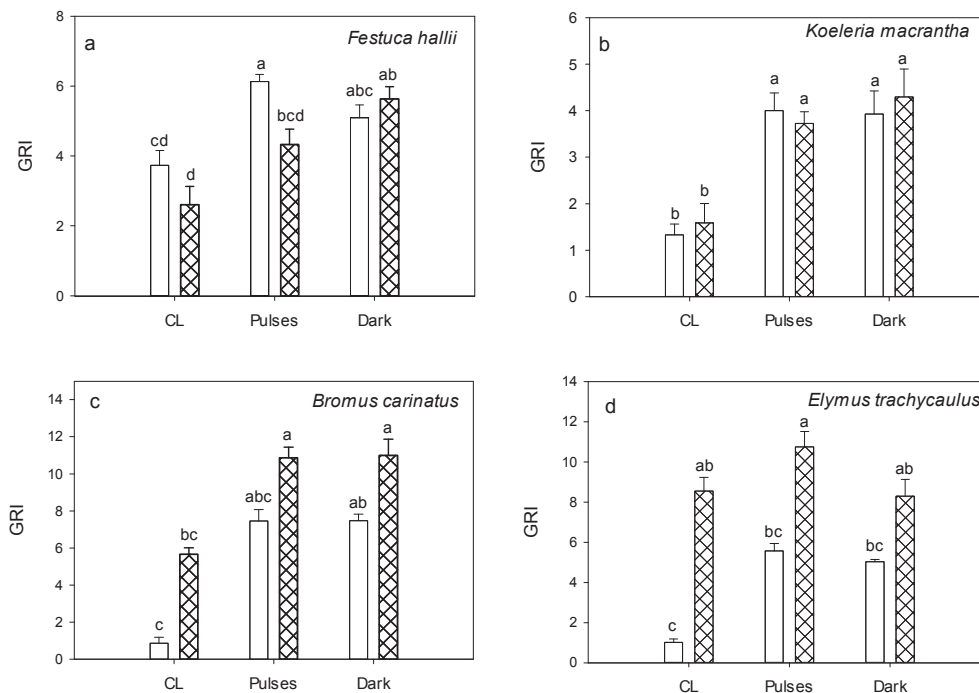 a
Festuca hallii
8
6
4
2
0
GRI
cd
d
a
bcd
abc
ab
CL Pulses Dark
b
Koeleria macrantha
6
5
4
3
2
1
0
GRI
b
b
a
a
a
a
CL Pulses Dark
c
Bromus carinatus
14
12
10
8
6
4
2
0
GRI
c
bc
abc
a
ab
a
CL Pulses Dark
d
Elymus trachycaulus
14
12
10
8
6
4
2
0
GRI
c
ab
bc
a
bc
ab
CL Pulses Dark